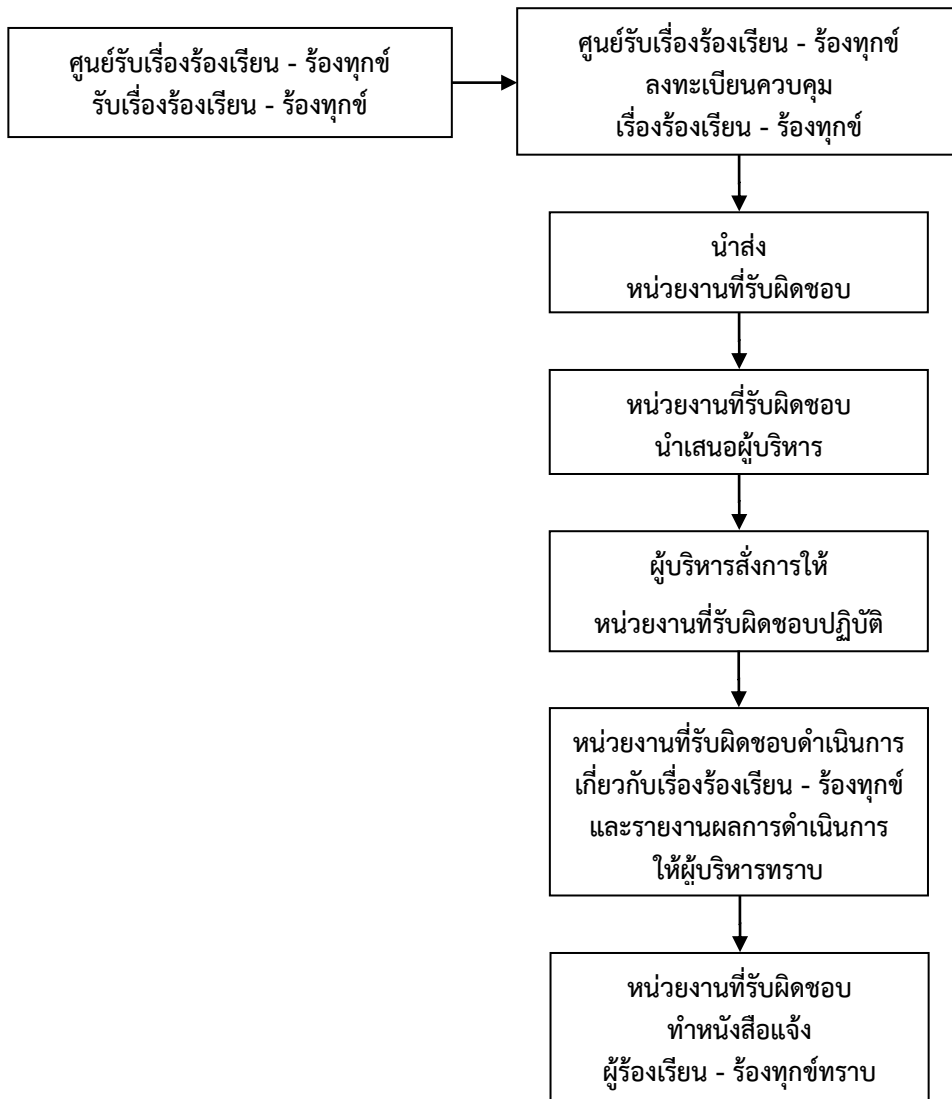 ศูนย์รับเรื่องร้องเรียน - ร้องทุกข์
รับเรื่องร้องเรียน - ร้องทุกข์
ศูนย์รับเรื่องร้องเรียน - ร้องทุกข์
ลงทะเบียนควบคุม
เรื่องร้องเรียน - ร้องทุกข์
นำส่ง
หน่วยงานที่รับผิดชอบ
หน่วยงานที่รับผิดชอบ
นำเสนอผู้บริหาร
ผู้บริหารสั่งการให้
หน่วยงานที่รับผิดชอบปฏิบัติ
หน่วยงานที่รับผิดชอบดำเนินการ
เกี่ยวกับเรื่องร้องเรียน - ร้องทุกข์
และรายงานผลการดำเนินการ
ให้ผู้บริหารทราบ
หน่วยงานที่รับผิดชอบ
ทำหนังสือแจ้ง
ผู้ร้องเรียน - ร้องทุกข์ทราบ